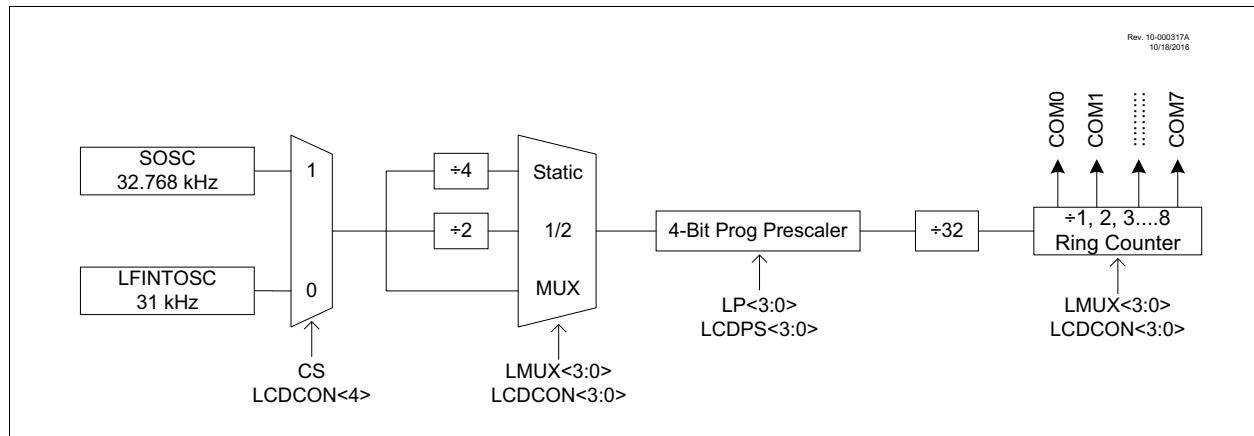 Rev. 10-000317A
10/18/2016
COM0
COM1
COM7
SOSC
32.768 kHz
LFINTOSC
31 kHz
1
0
CS
LCDCON<4>
÷4
÷2
Static
1/2
MUX
LMUX<3:0>
LCDCON<3:0>
4-Bit Prog Prescaler
LP<3:0>
LCDPS<3:0>
÷32
÷1, 2, 3....8
Ring Counter
LMUX<3:0>
LCDCON<3:0>